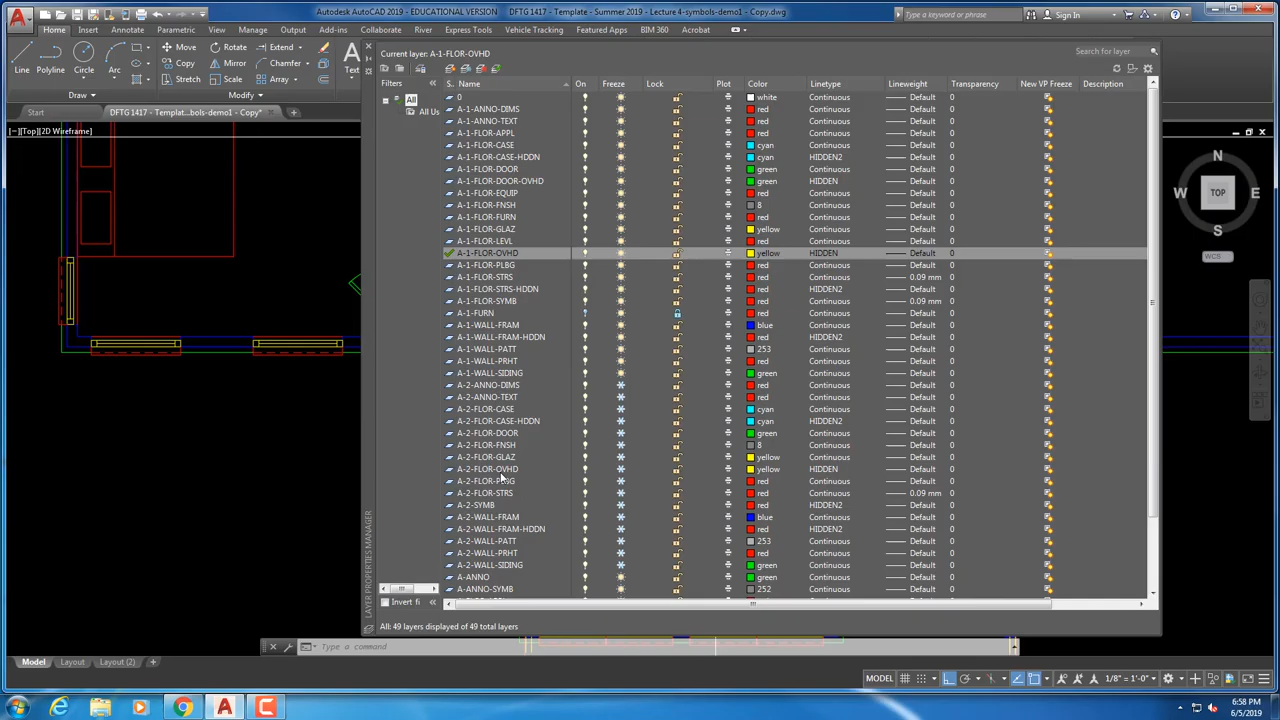 Autodesk AutoCAD 2019 - EDUCATIONAL VERSION DFTG 1417 - Template - Summer 2019 - Lecture 4-symbols-demo1 - Copy.dwg
Type a keyword or phrase
Sign In
Home Insert Annotate Parametric View Manage Output Add-ins Collaborate River Express Tools Vehicle Tracking Featured Apps BIM 360 Acrobat
Line Polyline Circle Arc
Move Rotate Extend
Copy Mirror Chamfer
Stretch Scale Array
Text
Draw Modify
Start DFTG 1417 - Templat...bols-demo1 - Copy*
[−][Top][2D Wireframe]
Current layer: A-1-FLOR-OVHD
Search for layer
Filters
All
All Us
S.. Name On Freeze Lock Plot Color Linetype Lineweight Transparency New VP Freeze Description
0 white Continuous Default 0
A-1-ANNO-DIMS red Continuous Default 0
A-1-ANNO-TEXT red Continuous Default 0
A-1-FLOR-APPL red Continuous Default 0
A-1-FLOR-CASE cyan Continuous Default 0
A-1-FLOR-CASE-HDDN cyan HIDDEN2 Default 0
A-1-FLOR-DOOR green Continuous Default 0
A-1-FLOR-DOOR-OVHD green HIDDEN Default 0
A-1-FLOR-EQUIP red Continuous Default 0
A-1-FLOR-FNSH 8 Continuous Default 0
A-1-FLOR-FURN red Continuous Default 0
A-1-FLOR-GLAZ yellow Continuous Default 0
A-1-FLOR-LEVL red Continuous Default 0
A-1-FLOR-OVHD yellow HIDDEN Default 0
A-1-FLOR-PLBG red Continuous Default 0
A-1-FLOR-STRS red Continuous 0.09 mm 0
A-1-FLOR-STRS-HDDN red HIDDEN2 Default 0
A-1-FLOR-SYMB red Continuous 0.09 mm 0
A-1-FURN red Continuous Default 0
A-1-WALL-FRAM blue Continuous Default 0
A-1-WALL-FRAM-HDDN red HIDDEN2 Default 0
A-1-WALL-PATT 253 Continuous Default 0
A-1-WALL-PRHT red Continuous Default 0
A-1-WALL-SIDING green Continuous Default 0
A-2-ANNO-DIMS red Continuous Default 0
A-2-ANNO-TEXT red Continuous Default 0
A-2-FLOR-CASE cyan Continuous Default 0
A-2-FLOR-CASE-HDDN cyan HIDDEN2 Default 0
A-2-FLOR-DOOR green Continuous Default 0
A-2-FLOR-FNSH 8 Continuous Default 0
A-2-FLOR-GLAZ yellow Continuous Default 0
A-2-FLOR-OVHD yellow HIDDEN Default 0
A-2-FLOR-PLBG red Continuous Default 0
A-2-FLOR-STRS red Continuous 0.09 mm 0
A-2-SYMB red HIDDEN2 Default 0
A-2-WALL-FRAM blue Continuous Default 0
A-2-WALL-FRAM-HDDN red HIDDEN2 Default 0
A-2-WALL-PATT 253 Continuous Default 0
A-2-WALL-PRHT red Continuous Default 0
A-2-WALL-SIDING green Continuous Default 0
A-ANNO green Continuous Default 0
A-ANNO-SYMB 252 Continuous Default 0
Invert fi
All: 49 layers displayed of 49 total layers
LAYER PROPERTIES MANAGER
N
W TOP E
S
WCS
Type a command
Model Layout Layout (2)
MODEL 1/8" = 1'-0"
6:58 PM
6/5/2019